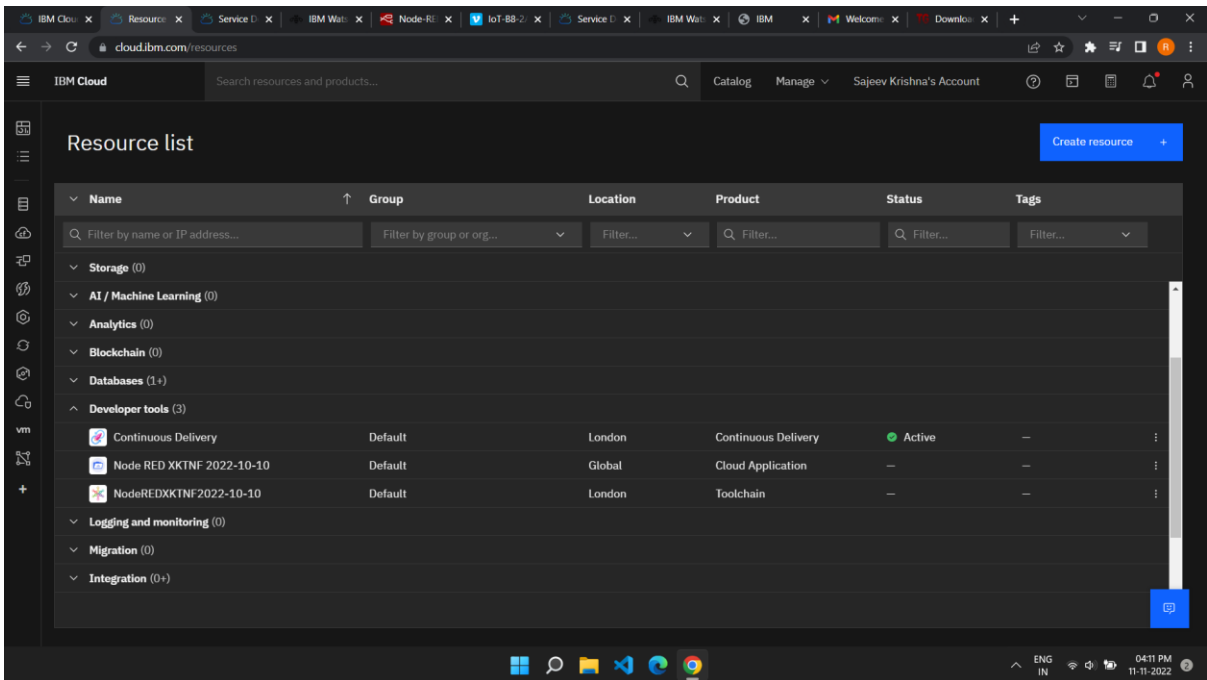 IBM Clou Resource Service D IBM Wats Node-RE IoT-B8-2/ Service D IBM Wats IBM Welcome Downloa
cloud.ibm.com/resources R
IBM Cloud Search resources and products... Catalog Manage Sajeev Krishna's Account
Resource list Create resource +
Name Group Location Product Status Tags
Filter by name or IP address... Filter by group or org... Filter... Filter... Filter... Filter...
Storage (0)
AI / Machine Learning (0)
Analytics (0)
Blockchain (0)
Databases (1+)
Developer tools (3)
Continuous Delivery Default London Continuous Delivery Active –
Node RED XKTNF 2022-10-10 Default Global Cloud Application – –
NodeREDXKTNF2022-10-10 Default London Toolchain – –
Logging and monitoring (0)
Migration (0)
Integration (0+)
vm
ENG 04:11 PM
IN 11-11-2022 2